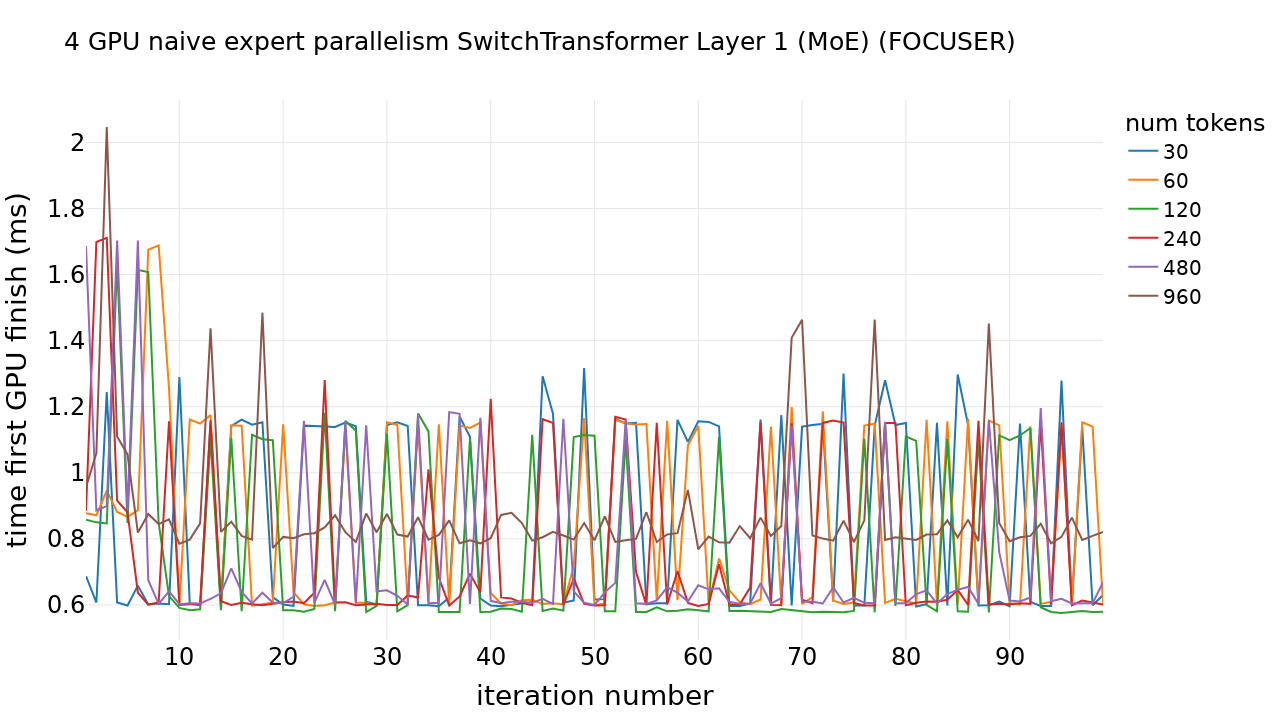 4 GPU naive expert parallelism SwitchTransformer Layer 1 (MoE) (FOCUSER)
num tokens
30
60
120
240
480
960
time first GPU finish (ms)
2
1.8
1.6
1.4
1.2
1
0.8
0.6
10 20 30 40 50 60 70 80 90
iteration number